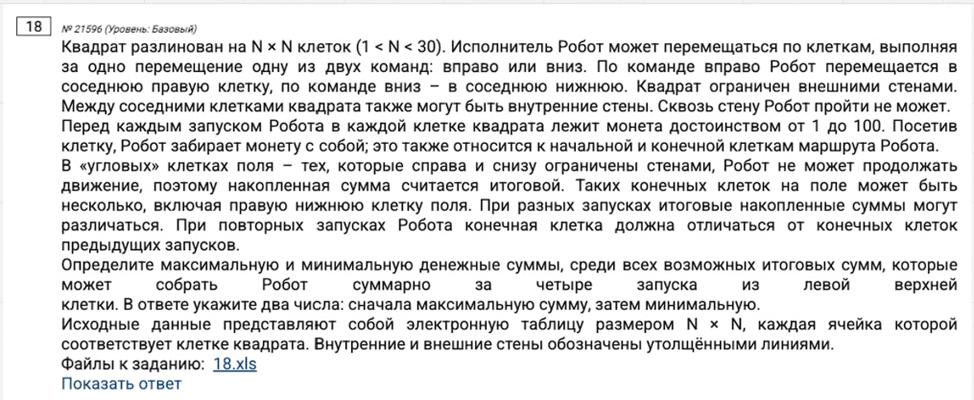 18 № 21596 (Уровень: Базовый)
Квадрат разлинован на N × N клеток (1 < N < 30). Исполнитель Робот может перемещаться по клеткам, выполняя
за одно перемещение одну из двух команд: вправо или вниз. По команде вправо Робот перемещается в
соседнюю правую клетку, по команде вниз – в соседнюю нижнюю. Квадрат ограничен внешними стенами.
Между соседними клетками квадрата также могут быть внутренние стены. Сквозь стену Робот пройти не может.
Перед каждым запуском Робота в каждой клетке квадрата лежит монета достоинством от 1 до 100. Посетив
клетку, Робот забирает монету с собой; это также относится к начальной и конечной клеткам маршрута Робота.
В «угловых» клетках поля – тех, которые справа и снизу ограничены стенами, Робот не может продолжать
движение, поэтому накопленная сумма считается итоговой. Таких конечных клеток на поле может быть
несколько, включая правую нижнюю клетку поля. При разных запусках итоговые накопленные суммы могут
различаться. При повторных запусках Робота конечная клетка должна отличаться от конечных клеток
предыдущих запусков.
Определите максимальную и минимальную денежные суммы, среди всех возможных итоговых сумм, которые
может собрать Робот суммарно за четыре запуска из левой верхней
клетки. В ответе укажите два числа: сначала максимальную сумму, затем минимальную.
Исходные данные представляют собой электронную таблицу размером N × N, каждая ячейка которой
соответствует клетке квадрата. Внутренние и внешние стены обозначены утолщёнными линиями.
Файлы к заданию: 18.xls
Показать ответ